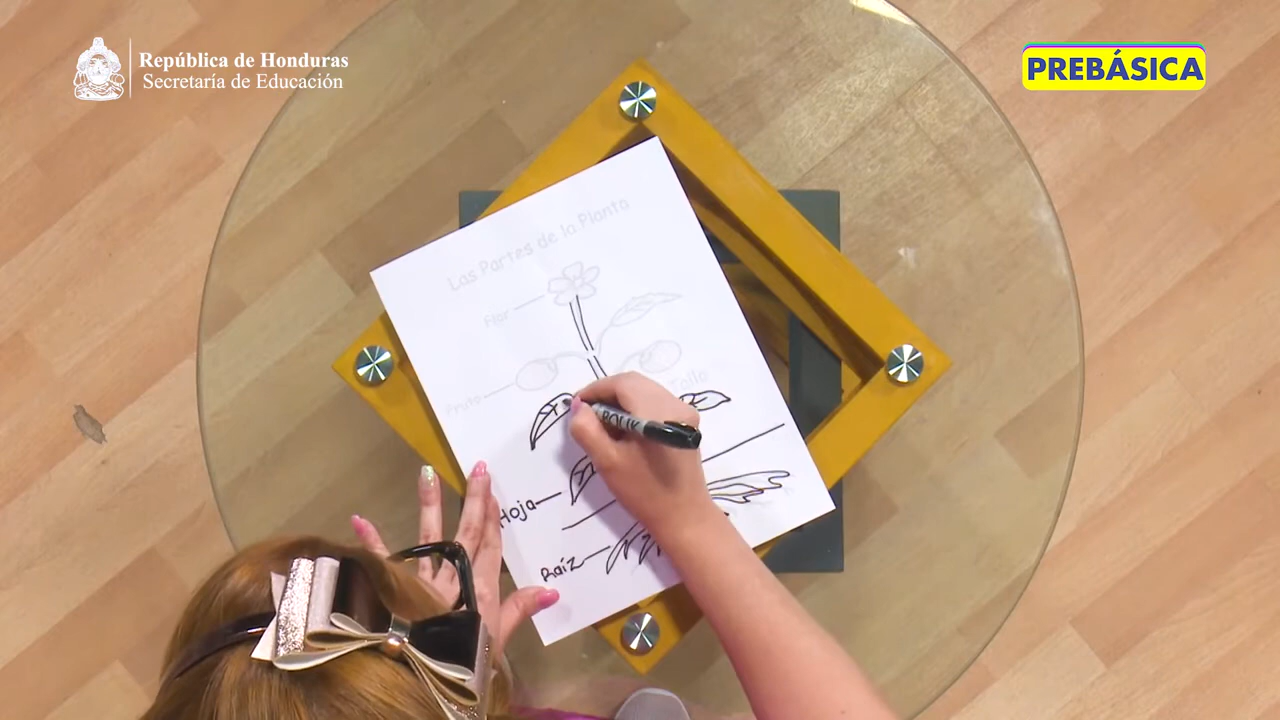 República de Honduras
Secretaría de Educación
PREBÁSICA
Las Partes de la Planta
Flor
Fruto
Tallo
Hoja
Raíz